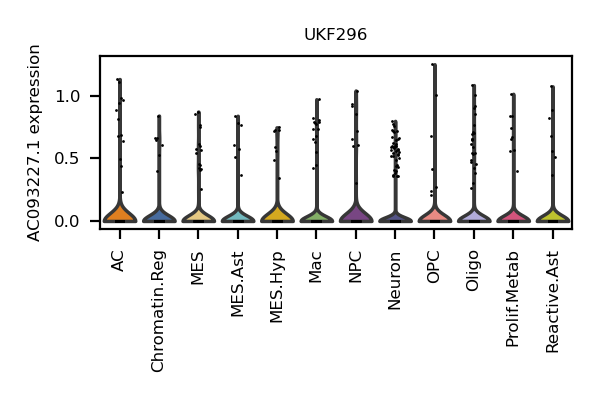 UKF296
AC093227.1 expression
1.0
0.5
0.0
AC
Chromatin.Reg
MES
MES.Ast
MES.Hyp
Mac
NPC
Neuron
OPC
Oligo
Prolif.Metab
Reactive.Ast